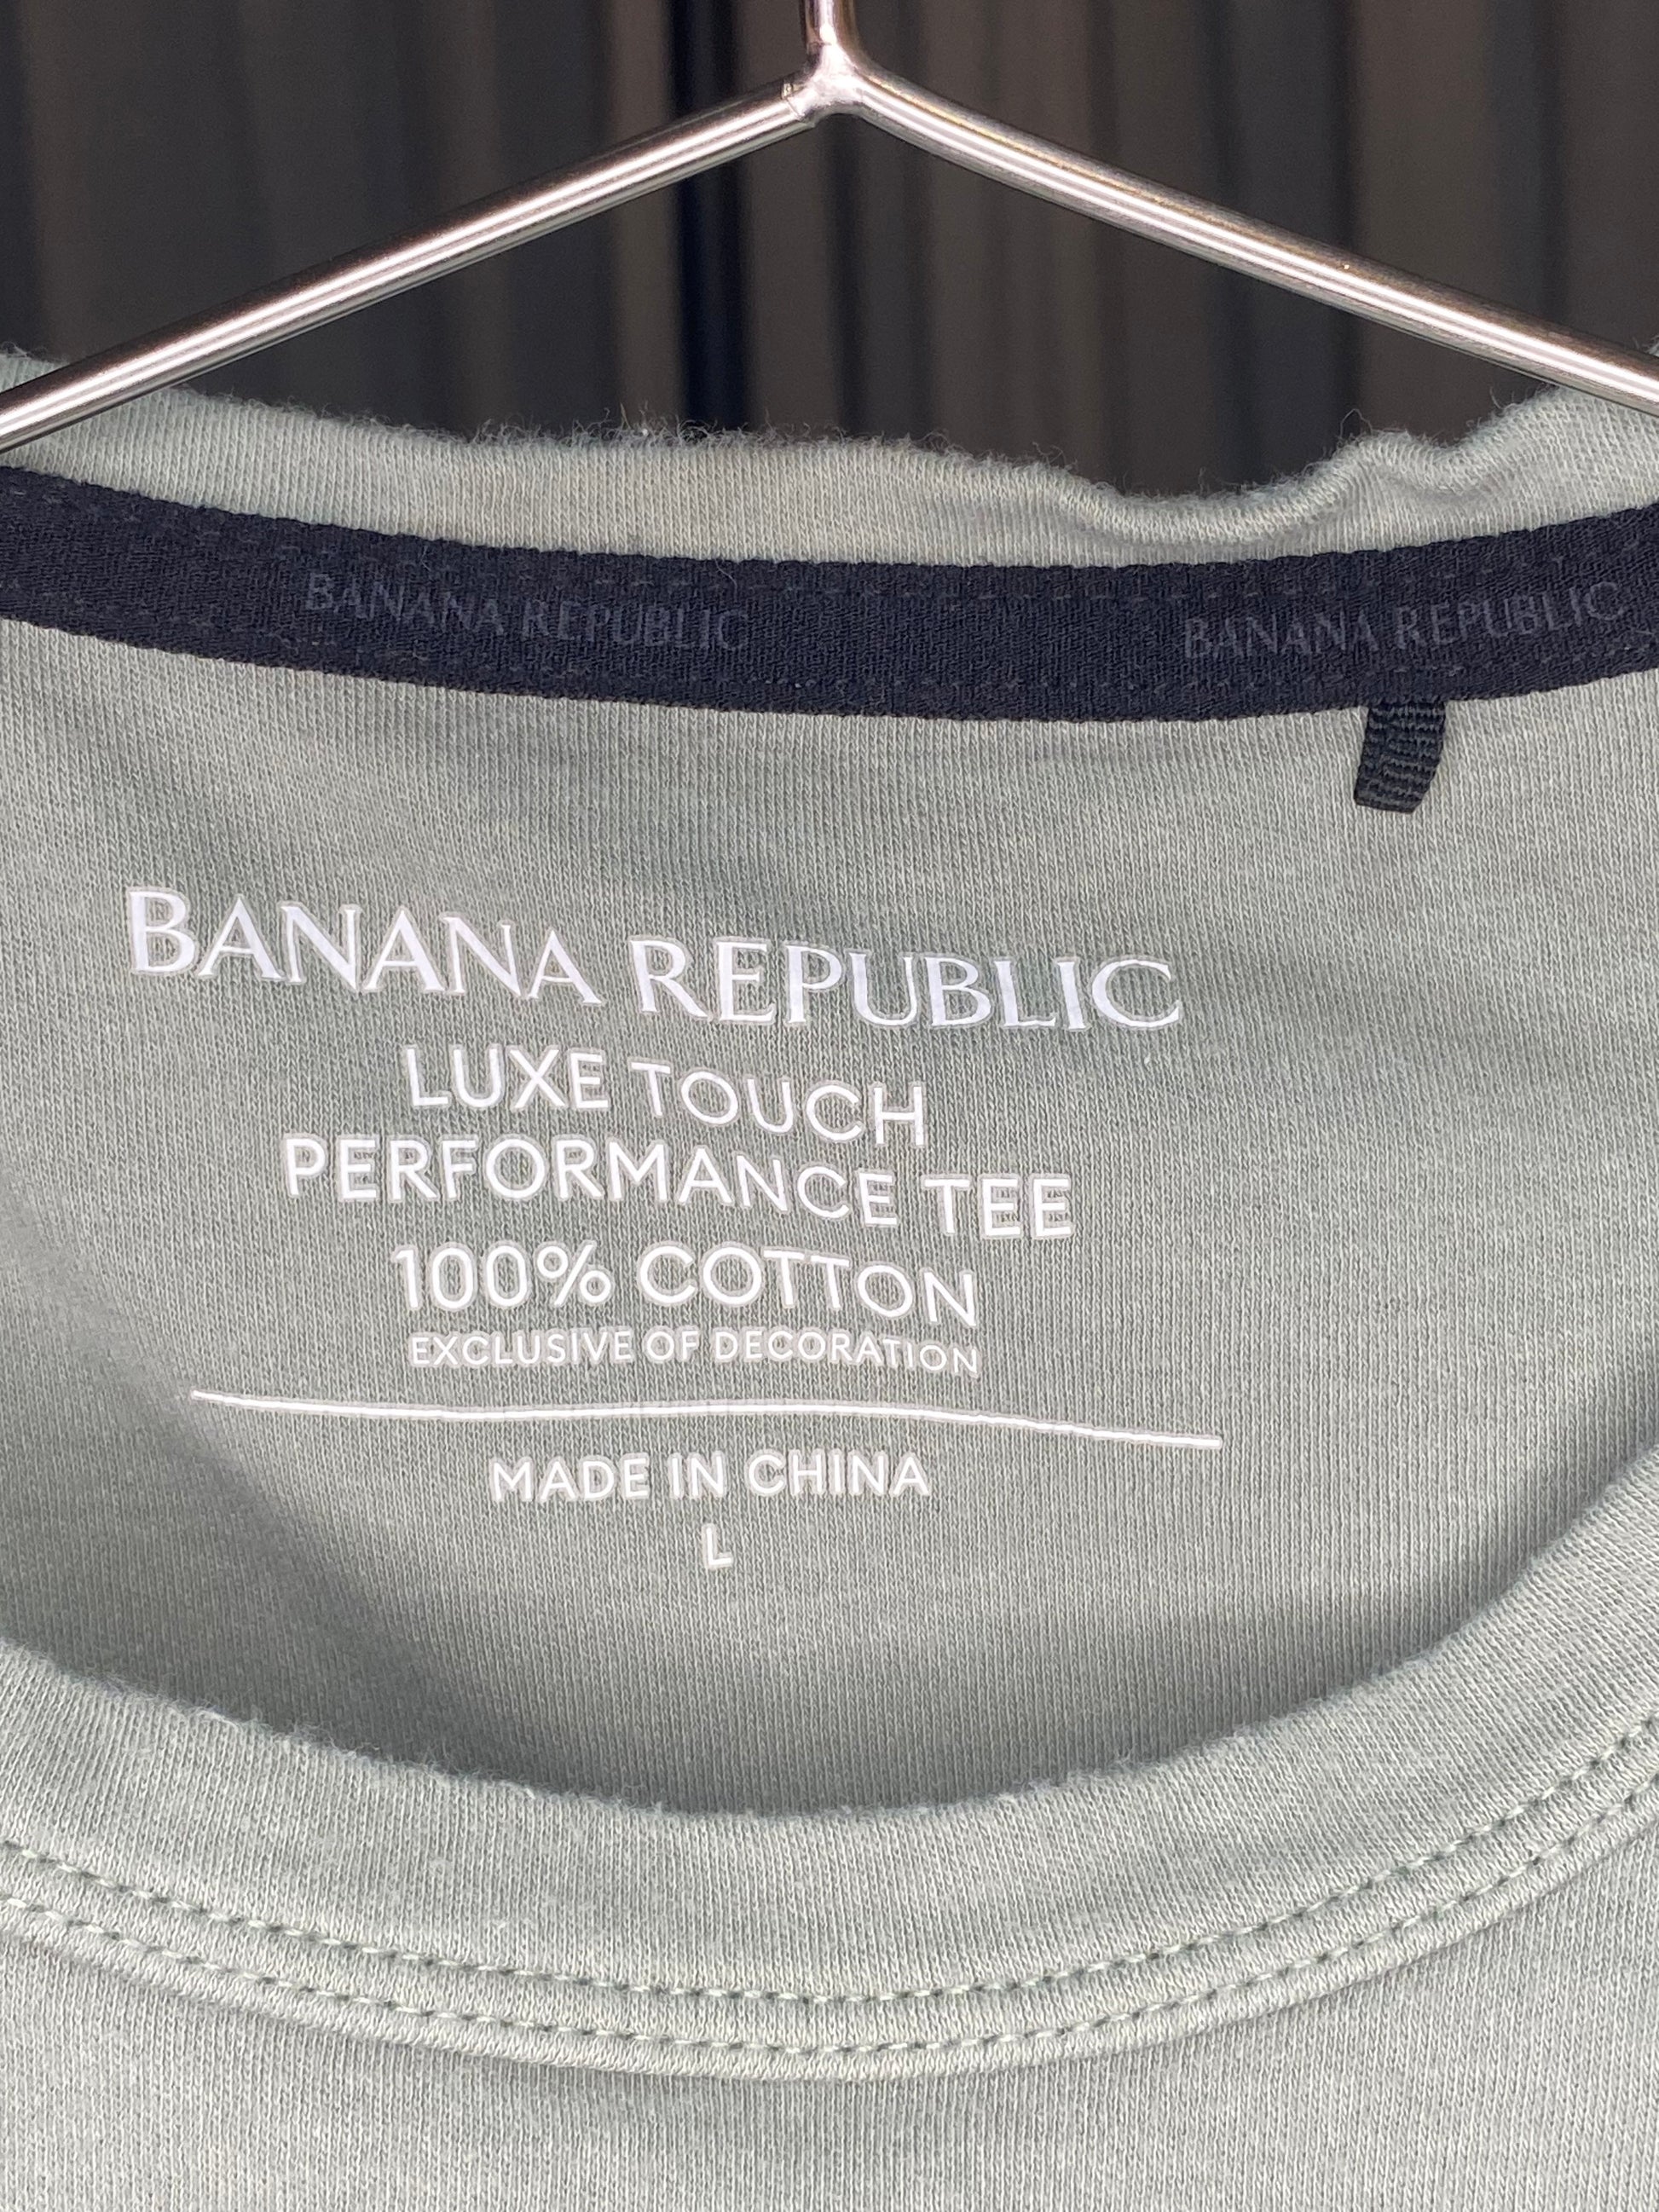 BANANA REPUBLIC BANANA REPUBLIC
BANANA REPUBLIC
LUXE TOUCH
PERFORMANCE TEE
100% COTTON
EXCLUSIVE OF DECORATION
MADE IN CHINA
L